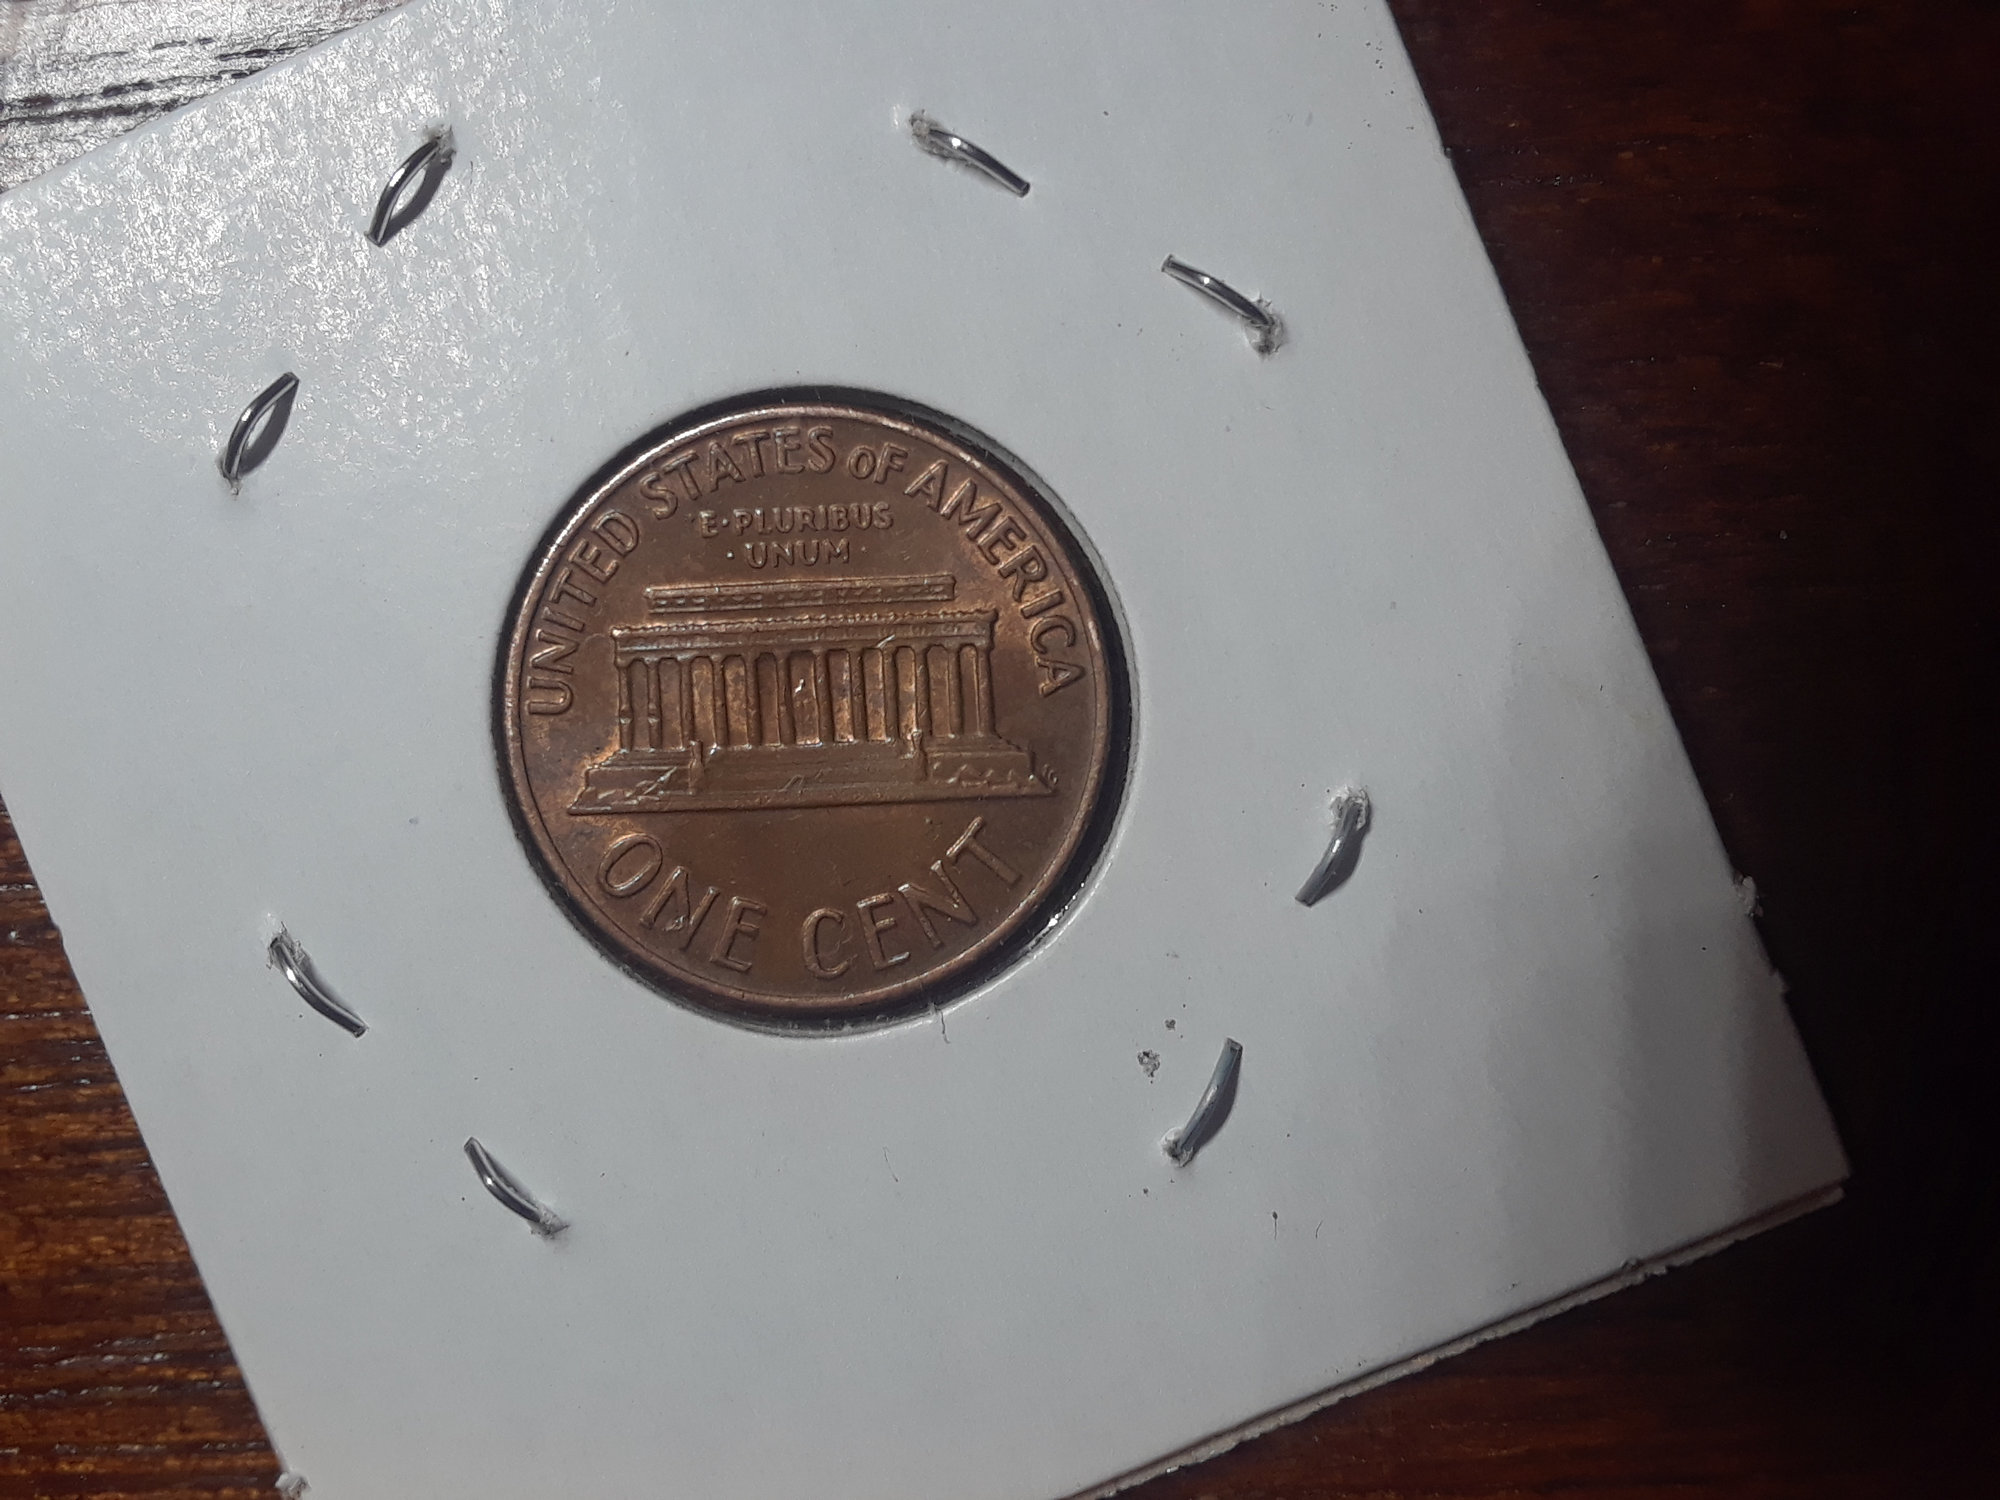 UNITED STATES OF AMERICA
E·PLURIBUS
·UNUM·
ONE CENT